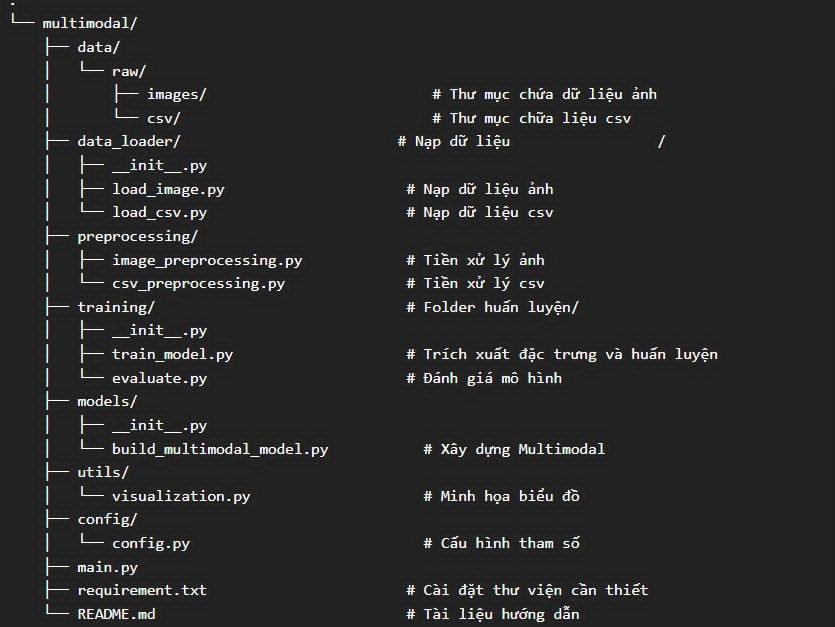 .
└── multimodal/
    ├── data/
    │   └── raw/
    │       ├── images/                          # Thư mục chứa dữ liệu ảnh
    │       └── csv/                             # Thư mục chữa liệu csv
    ├── data_loader/                         # Nạp dữ liệu                 /
    │   ├── __init__.py
    │   ├── load_image.py                     # Nạp dữ liệu ảnh
    │   └── load_csv.py                       # Nạp dữ liệu csv
    ├── preprocessing/
    │   ├── image_preprocessing.py            # Tiền xử lý ảnh
    │   └── csv_preprocessing.py              # Tiền xử lý csv
    ├── training/                             # Folder huấn luyện/
    │   ├── __init__.py
    │   ├── train_model.py                    # Trích xuất đặc trưng và huấn luyện
    │   └── evaluate.py                       # Đánh giá mô hình
    ├── models/
    │   ├── __init__.py
    │   └── build_multimodal_model.py           # Xây dựng Multimodal
    ├── utils/
    │   └── visualization.py                    # Minh họa biểu đồ
    ├── config/
    │   └── config.py                           # Cấu hình tham số
    ├── main.py
    ├── requirement.txt                       # Cài đặt thư viện cần thiết
    └── README.md                             # Tài liệu hướng dẫn